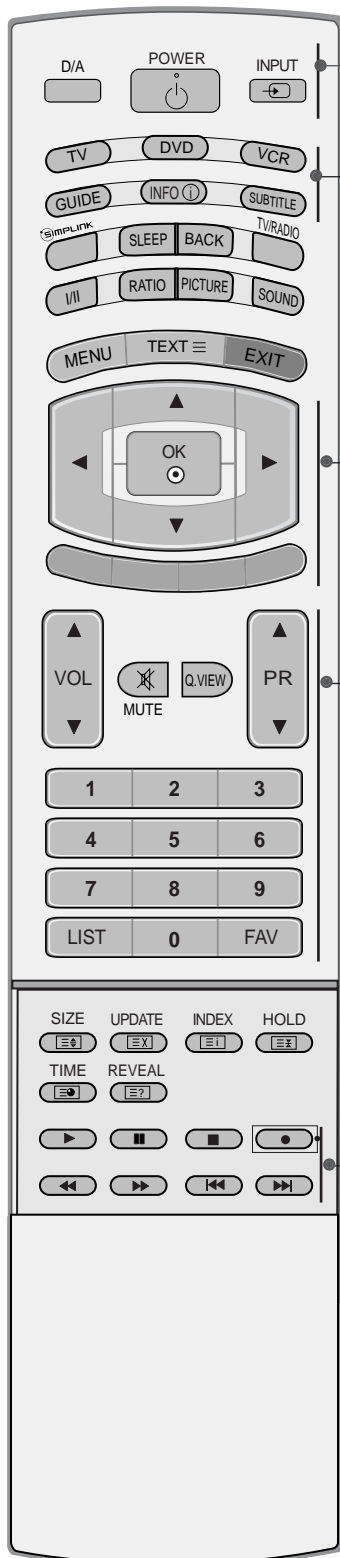 D/A POWER INPUT
TV DVD VCR
GUIDE INFO i SUBTITLE
SIMPLINK SLEEP BACK TV/RADIO
I/II RATIO PICTURE SOUND
MENU TEXT EXIT
OK
VOL Q.VIEW PR
MUTE
1 2 3
4 5 6
7 8 9
LIST 0 FAV
SIZE UPDATE INDEX HOLD
X i
TIME REVEAL
?